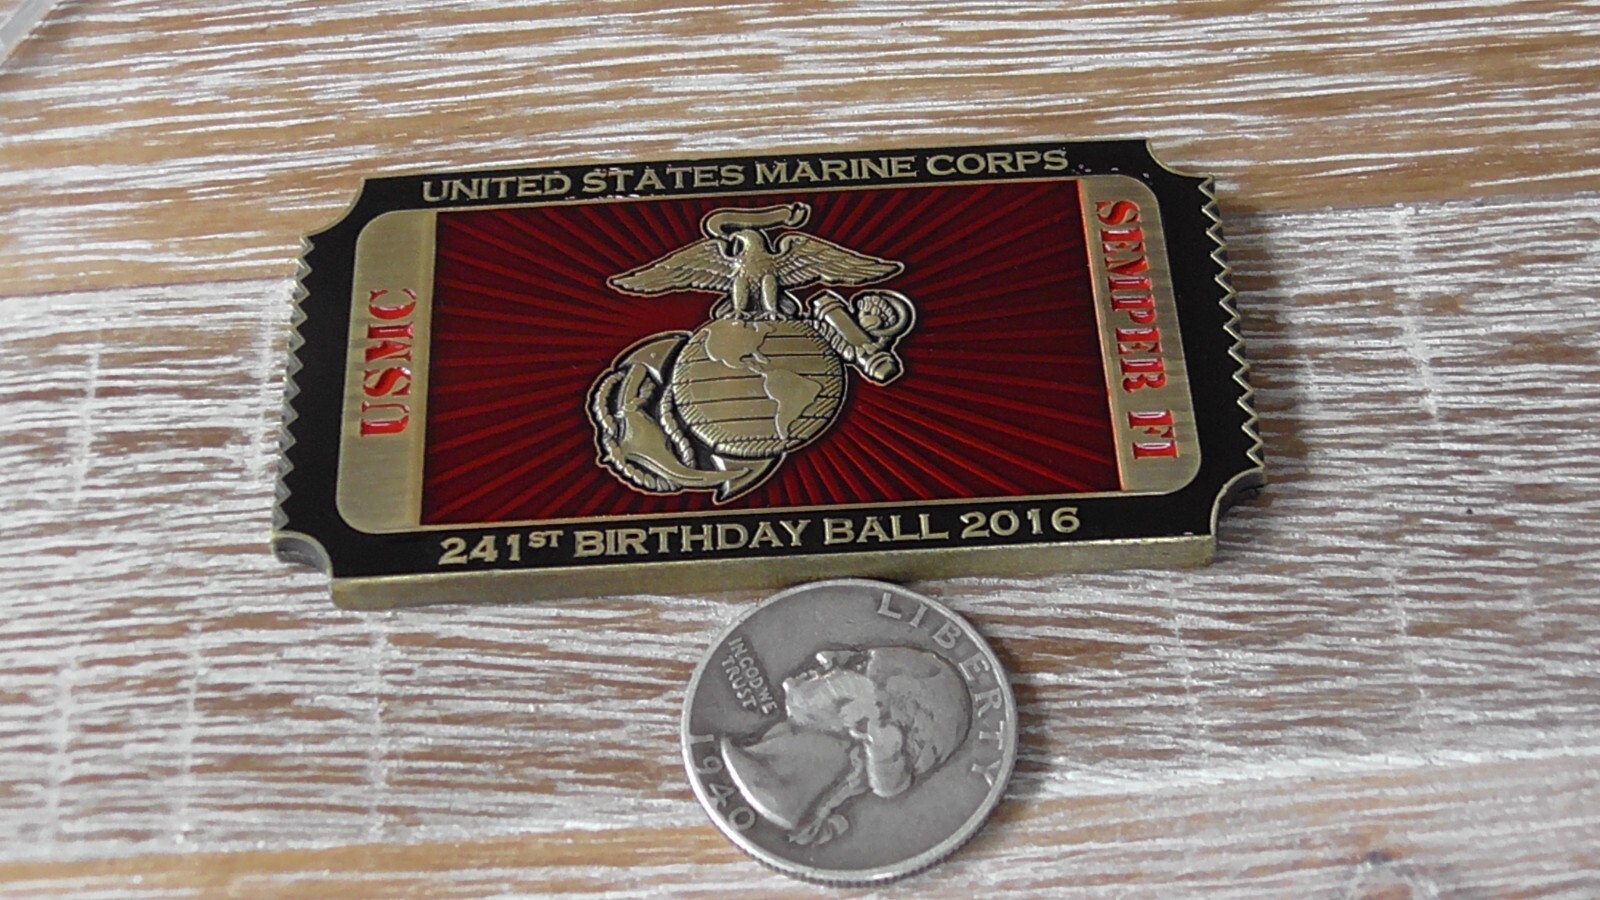 UNITED STATES MARINE CORPS
USMC
SEMPER FI
241ST BIRTHDAY BALL 2016
LIBERTY
IN GOD WE
TRUST
1940